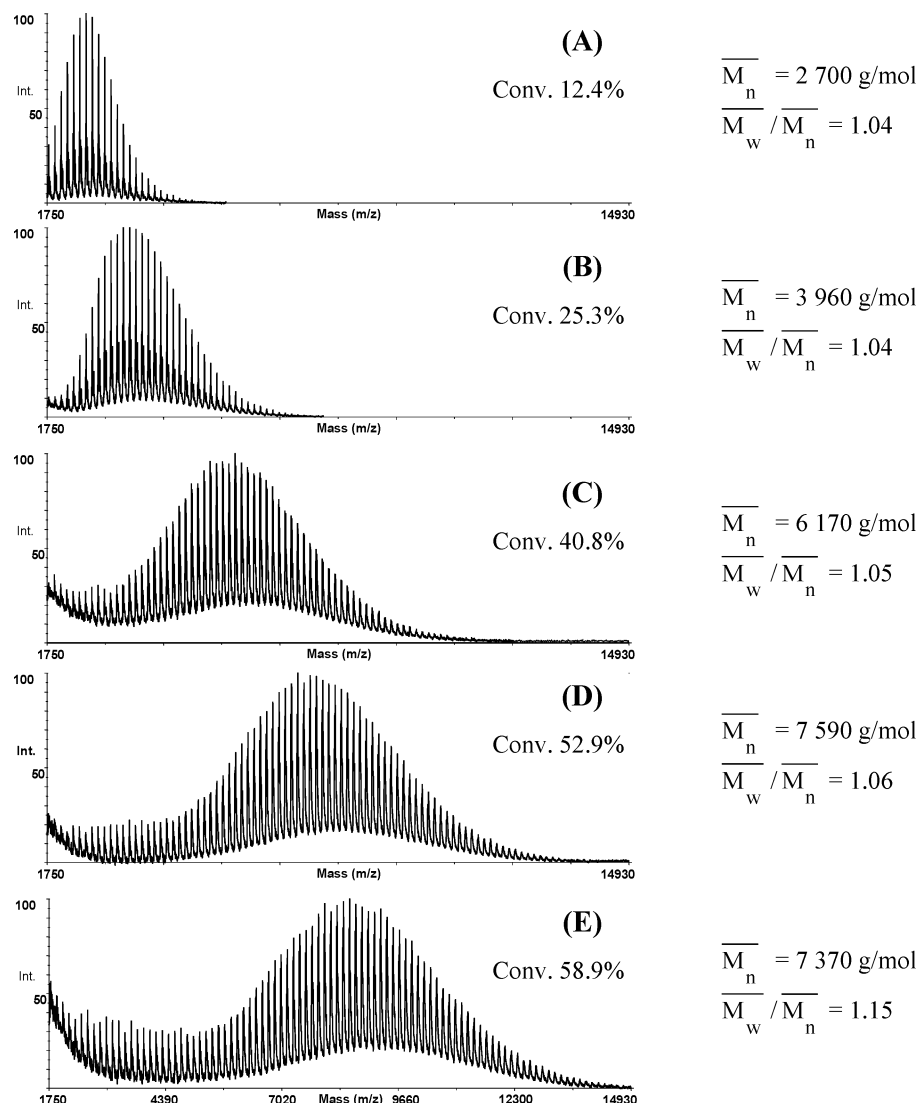 100
Int.
50
1750
Mass (m/z)
14930
(A)
Conv. 12.4%
Mn = 2 700 g/mol
Mw / Mn = 1.04
100
Int.
50
1750
Mass (m/z)
14930
(B)
Conv. 25.3%
Mn = 3 960 g/mol
Mw / Mn = 1.04
100
Int.
50
1750
Mass (m/z)
14930
(C)
Conv. 40.8%
Mn = 6 170 g/mol
Mw / Mn = 1.05
100
Int.
50
1750
Mass (m/z)
14930
(D)
Conv. 52.9%
Mn = 7 590 g/mol
Mw / Mn = 1.06
100
Int.
50
1750 4390 7020 Mass (m/z) 9660 12300 14930
(E)
Conv. 58.9%
Mn = 7 370 g/mol
Mw / Mn = 1.15